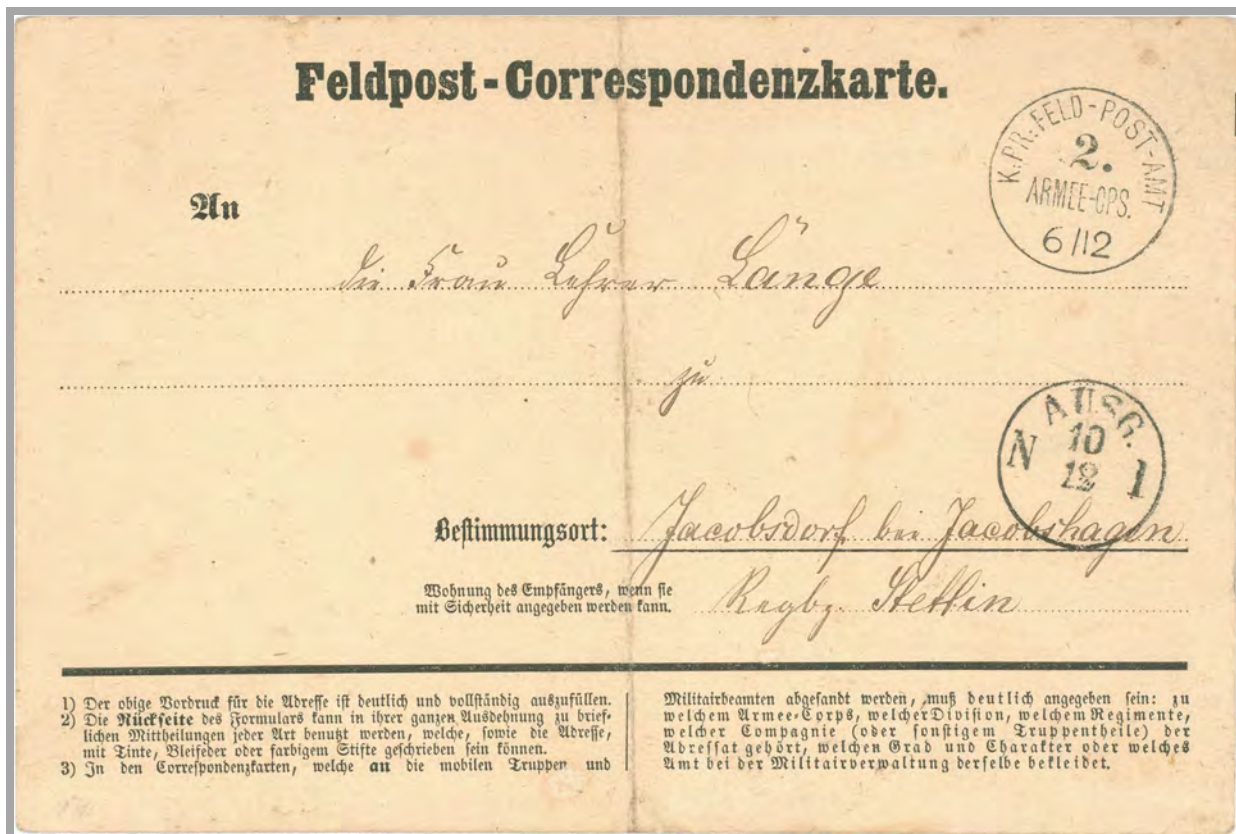 Feldpost-Correspondenzkarte.
K. PR. FELD-POST-AMT
2.
ARMEE-CPS.
6/12
An
die Frau Lehrer Länge
zu
AUSG.
10
12
N 1
Bestimmungsort: Jacobsdorf bei Jacobshagen
Wohnung des Empfängers, wenn sie
mit Sicherheit angegeben werden kann.
Regbz. Stettin
1) Der obige Vordruck für die Adresse ist deutlich und vollständig auszufüllen.
2) Die Rückseite des Formulars kann in ihrer ganzen Ausdehnung zu brief-
lichen Mittheilungen jeder Art benutzt werden, welche, sowie die Adresse,
mit Tinte, Bleifeder oder farbigem Stifte geschrieben sein können.
3) In den Correspondenzkarten, welche an die mobilen Truppen und
Militairbeamten abgesandt werden, muß deutlich angegeben sein: zu
welchem Armee-Corps, welcher Division, welchem Regimente,
welcher Compagnie (oder sonstigem Truppentheile) der
Adressat gehört, welchen Grad und Charakter oder welches
Amt bei der Militairverwaltung derselbe bekleidet.